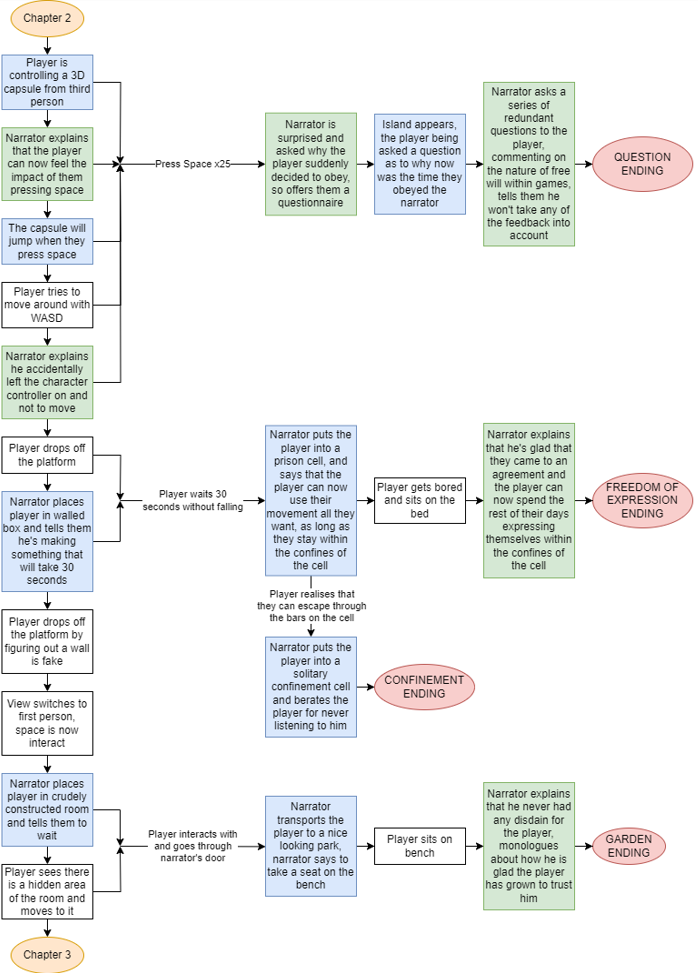 Chapter 2
Player is
controlling a 3D
capsule from third
person
Narrator explains
that the player
can now feel the
impact of them
pressing space
The capsule will
jump when they
press space
Player tries to
move around with
WASD
Narrator explains
he accidentally
left the character
controller on and
not to move
Press Space x25
Narrator is
surprised and
asked why the
player suddenly
decided to obey,
so offers them a
questionnaire
Island appears,
the player being
asked a question
as to why now
was the time they
obeyed the
narrator
Narrator asks a
series of
redundant
questions to the
player,
commenting on
the nature of free
will within games,
tells them he
won't take any of
the feedback into
account
QUESTION
ENDING
Player drops off
the platform
Narrator places
player in walled
box and tells them
he's making
something that
will take 30
seconds
Player waits 30
seconds without falling
Narrator puts the
player into a
prison cell, and
says that the
player can now
use their
movement all they
want, as long as
they stay within
the confines of
the cell
Player gets bored
and sits on the
bed
Narrator explains
that he's glad that
they came to an
agreement and
the player can
now spend the
rest of their days
expressing
themselves within
the confines of
the cell
FREEDOM OF
EXPRESSION
ENDING
Player realises that
they can escape through
the bars on the cell
Narrator puts the
player into a
solitary
confinement cell
and berates the
player for never
listening to him
CONFINEMENT
ENDING
Player drops off
the platform by
figuring out a wall
is fake
View switches to
first person,
space is now
interact
Narrator places
player in crudely
constructed room
and tells them to
wait
Player sees there
is a hidden area
of the room and
moves to it
Player interacts with
and goes through
narrator's door
Narrator
transports the
player to a nice
looking park,
narrator says to
take a seat on the
bench
Player sits on
bench
Narrator explains
that he never had
any disdain for
the player,
monologues
about how he is
glad the player
has grown to trust
him
GARDEN
ENDING
Chapter 3